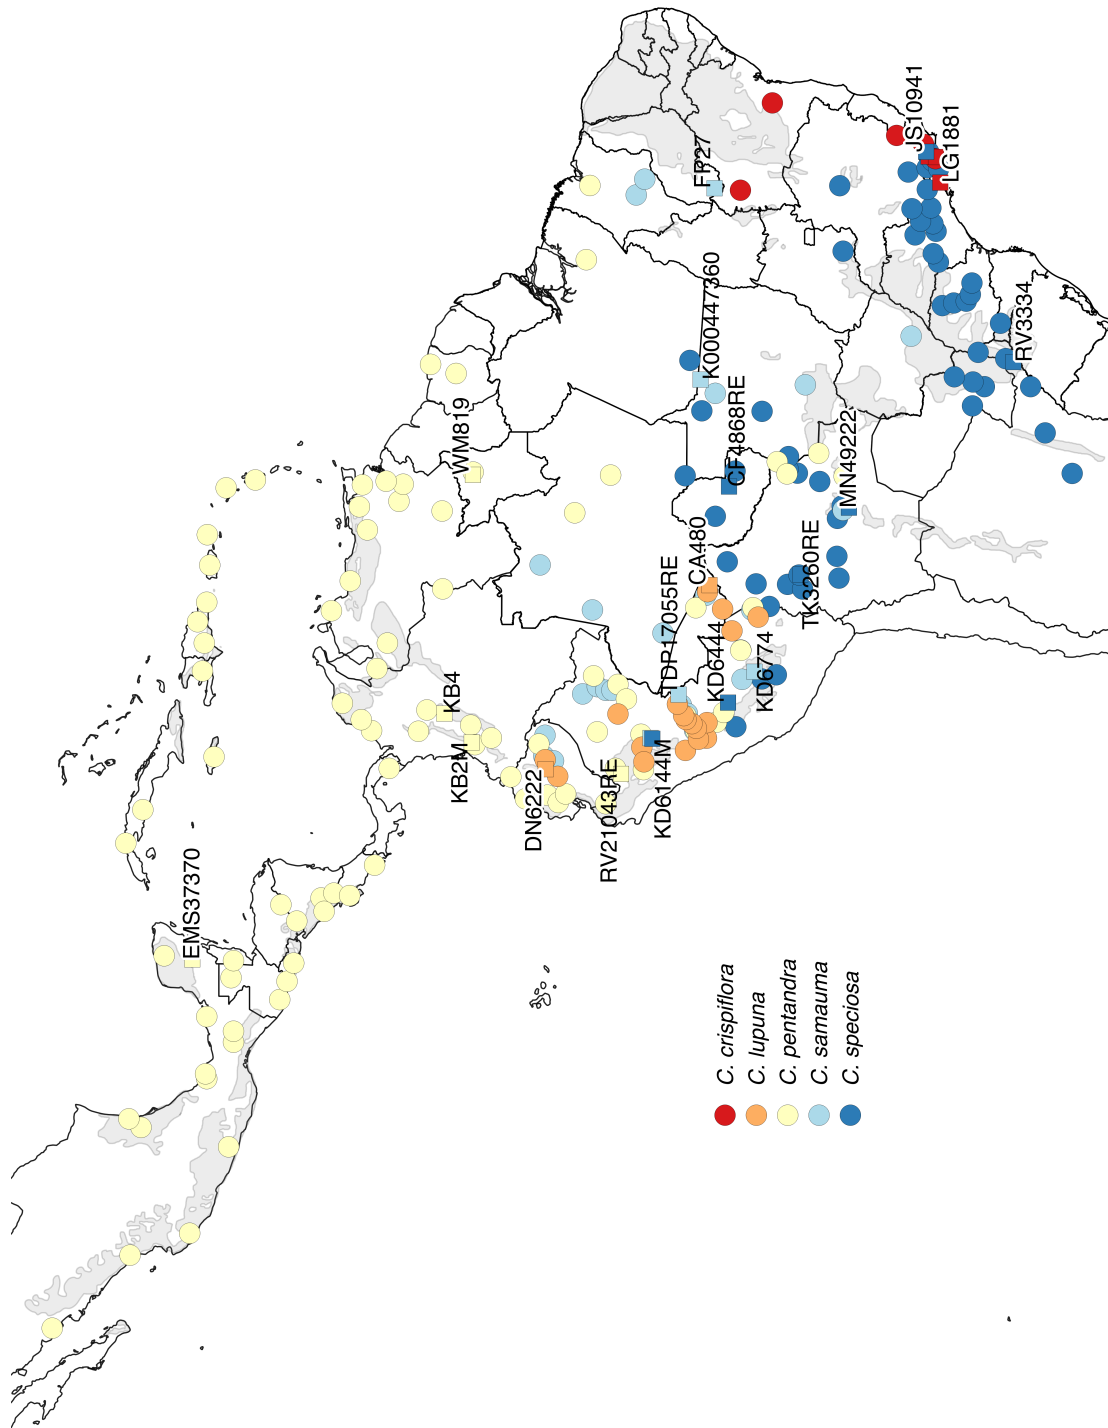 EMS37370
KB2M
KB4
WM819
DN6222
RV21043RE
KD6144M
TDP17055RE
KD6444
KD6774
CA480
TK3260RE
MN49222
CF4868RE
K000447360
FP27
RV3334
JS10941
LG1881
C. crispiflora
C. lupuna
C. pentandra
C. samauma
C. speciosa